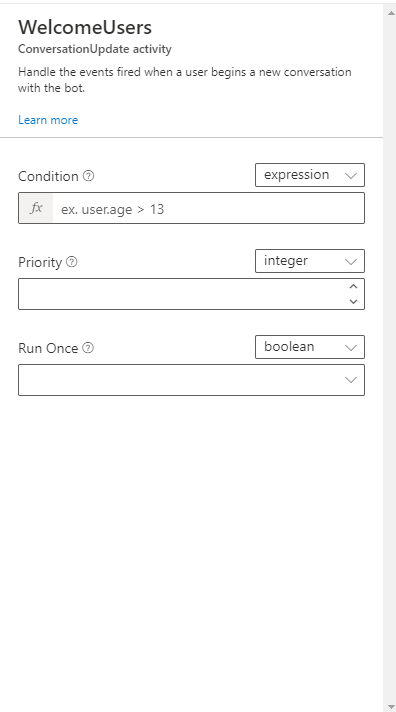 WelcomeUsers
ConversationUpdate activity
Handle the events fired when a user begins a new conversation
with the bot.
Learn more
Condition ? expression
fx ex. user.age > 13
Priority ? integer
Run Once ? boolean